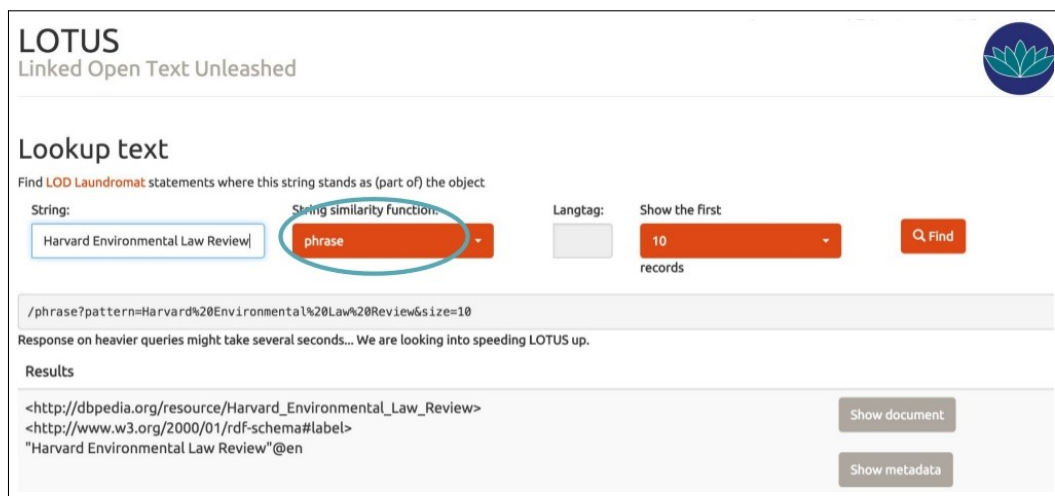 LOTUS
Linked Open Text Unleashed
Lookup text
Find LOD Laundromat statements where this string stands as (part of) the object
String: String similarity function: Langtag: Show the first
Harvard Environmental Law Review phrase 10 Find
records
/phrase?pattern=Harvard%20Environmental%20Law%20Review&size=10
Response on heavier queries might take several seconds... We are looking into speeding LOTUS up.
Results
<http://dbpedia.org/resource/Harvard_Environmental_Law_Review> Show document
<http://www.w3.org/2000/01/rdf-schema#label>
"Harvard Environmental Law Review"@en
Show metadata